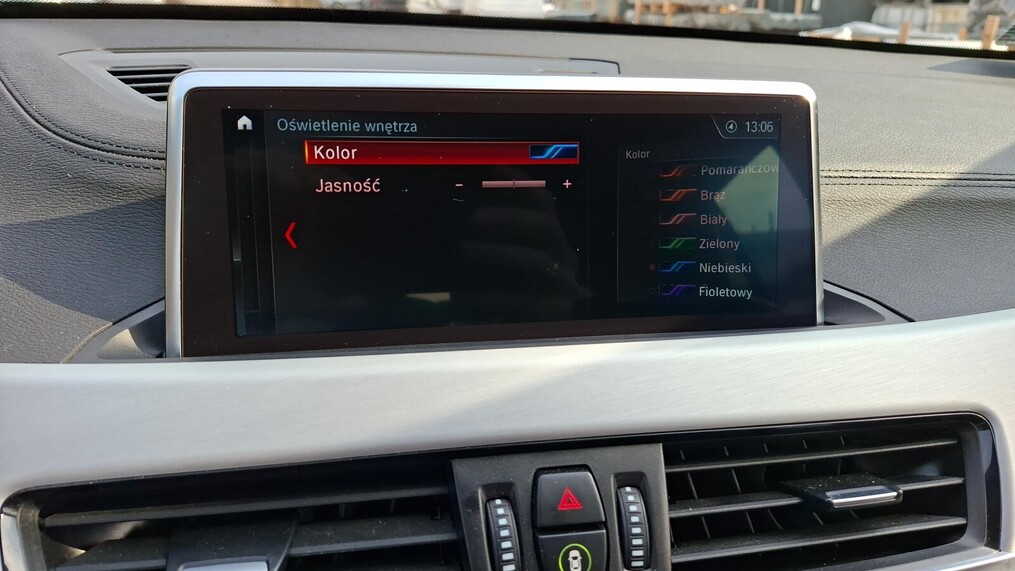 Oświetlenie wnętrza
13:06
Kolor
Jasność
- +
Kolor
Pomarańczow
Brąz
Biały
Zielony
Niebieski
Fioletowy